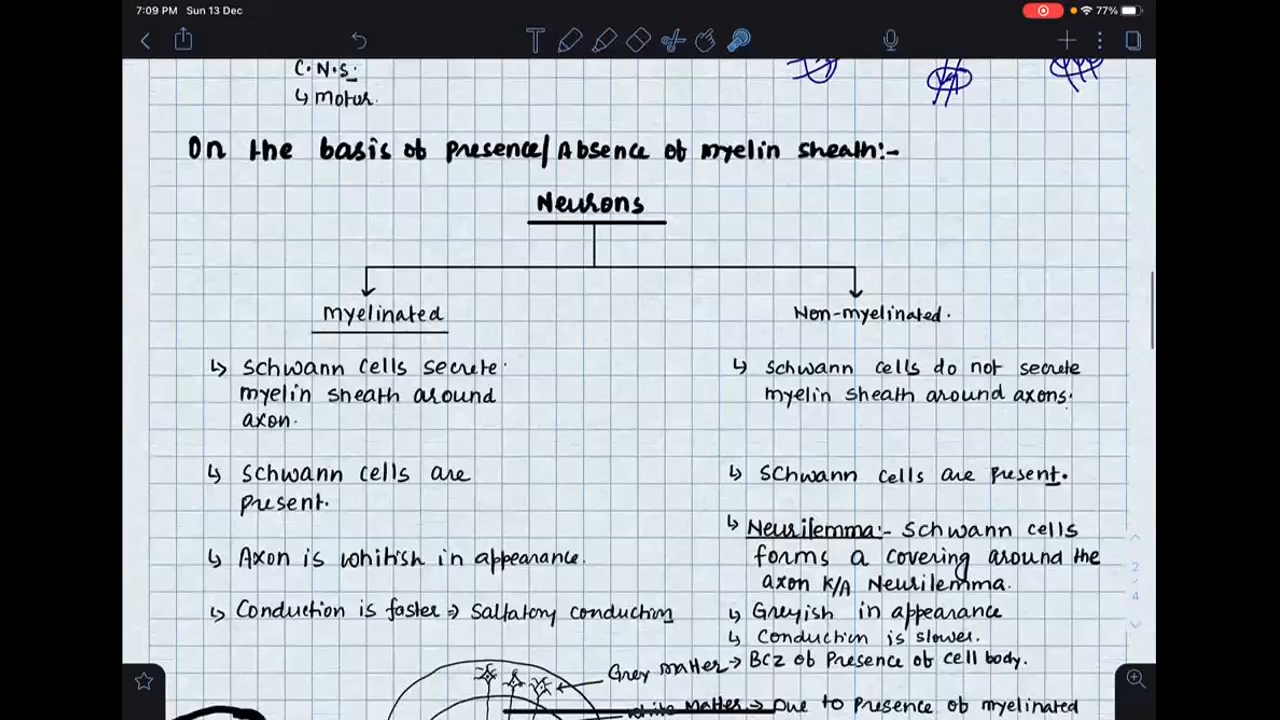 7:09 PM Sun 13 Dec
77%
C.N.S.
↳ motor.
On the basis of presence/Absence of myelin sheath:-
Neurons
Myelinated
Non-myelinated.
↳ Schwann cells secrete
myelin sheath around
axon.
↳ Schwann cells do not secrete
myelin sheath around axons.
↳ Schwann cells are
present.
↳ Schwann cells are present.
↳ Neurilemma:- Schwann cells
forms a covering around the
axon K/A Neurilemma.
↳ Axon is whitish in appearance.
↳ Conduction is faster => Saltatory conduction
↳ Greyish in appearance
↳ Conduction is slower.
Grey matter → Bcz of Presence of cell body.
white matter → Due to presence of myelinated
2
/
4